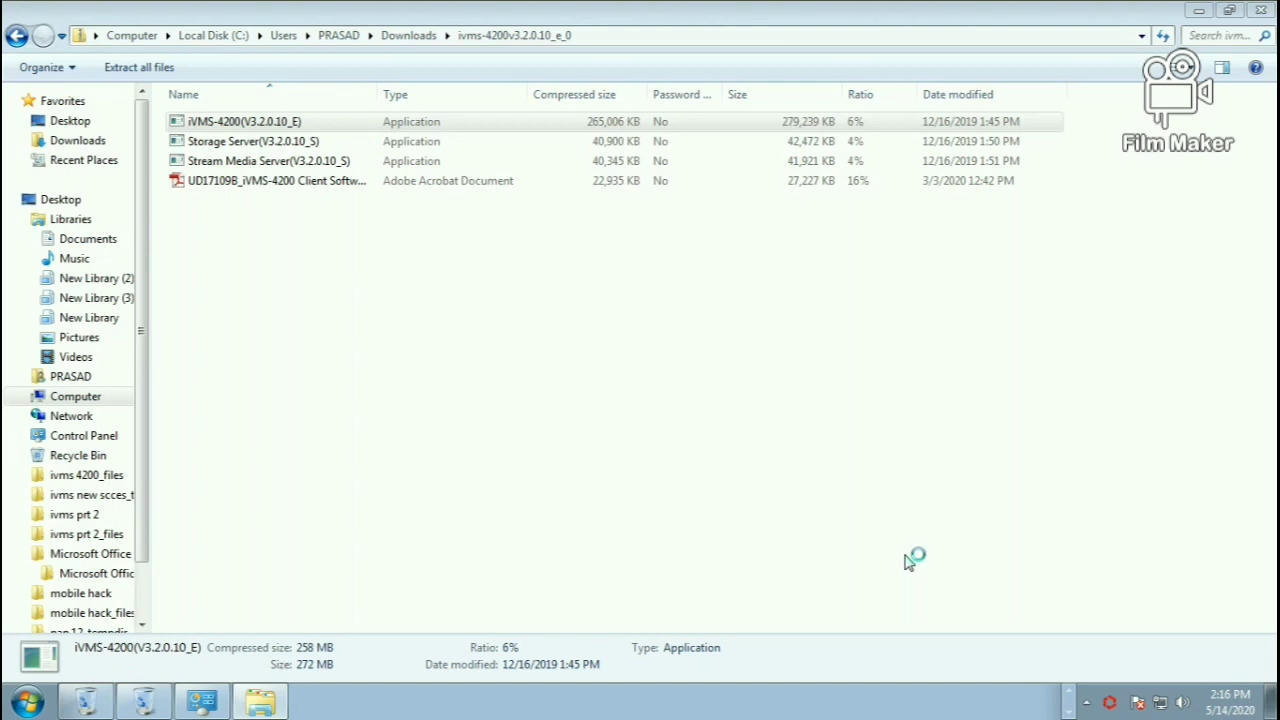 Computer Local Disk (C:) Users PRASAD Downloads ivms-4200v3.2.0.10_e_0 Search ivm...
Organize Extract all files
Film Maker
Name Type Compressed size Password ... Size Ratio Date modified
iVMS-4200(V3.2.0.10_E) Application 265,006 KB No 279,239 KB 6% 12/16/2019 1:45 PM
Storage Server(V3.2.0.10_S) Application 40,900 KB No 42,472 KB 4% 12/16/2019 1:50 PM
Stream Media Server(V3.2.0.10_S) Application 40,345 KB No 41,921 KB 4% 12/16/2019 1:51 PM
UD17109B_iVMS-4200 Client Softw... Adobe Acrobat Document 22,935 KB No 27,227 KB 16% 3/3/2020 12:42 PM
Favorites
Desktop
Downloads
Recent Places
Desktop
Libraries
Documents
Music
New Library (2)
New Library (3)
New Library
Pictures
Videos
PRASAD
Computer
Network
Control Panel
Recycle Bin
ivms 4200_files
ivms new scces_t
ivms prt 2
ivms prt 2_files
Microsoft Office
Microsoft Offic
mobile hack
mobile hack_files
iVMS-4200(V3.2.0.10_E) Compressed size: 258 MB Ratio: 6% Type: Application
Size: 272 MB Date modified: 12/16/2019 1:45 PM
2:16 PM
5/14/2020